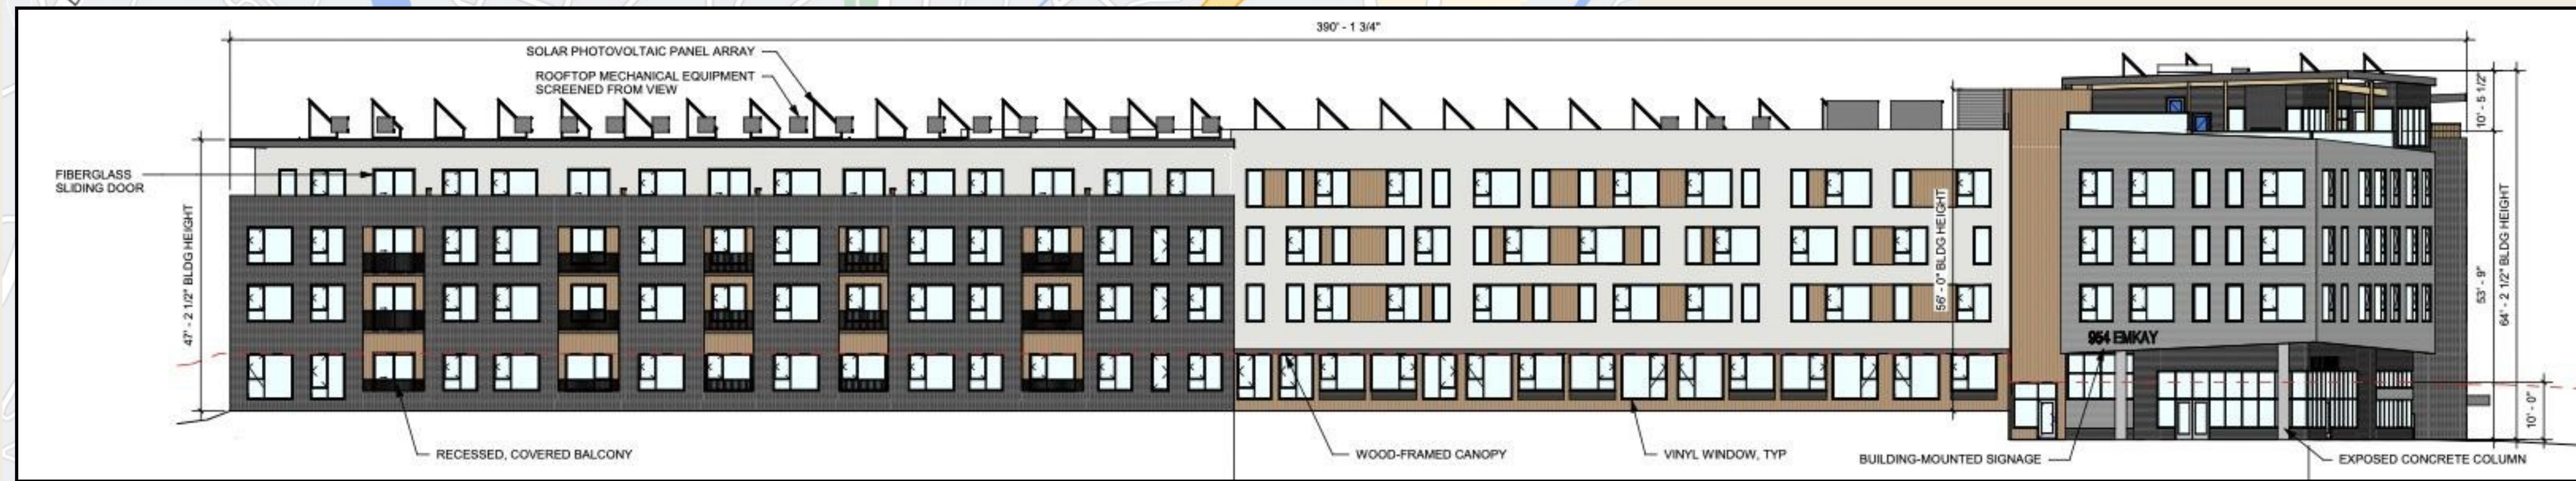 390' - 1 3/4"
SOLAR PHOTOVOLTAIC PANEL ARRAY
ROOFTOP MECHANICAL EQUIPMENT
SCREENED FROM VIEW
FIBERGLASS
SLIDING DOOR
47' - 2 1/2" BLDG HEIGHT
56' - 0" BLDG HEIGHT
10' - 5 1/2"
53' - 9"
64' - 2 1/2" BLDG HEIGHT
10' - 0"
954 EMKAY
RECESSED, COVERED BALCONY
WOOD-FRAMED CANOPY
VINYL WINDOW, TYP
BUILDING-MOUNTED SIGNAGE
EXPOSED CONCRETE COLUMN